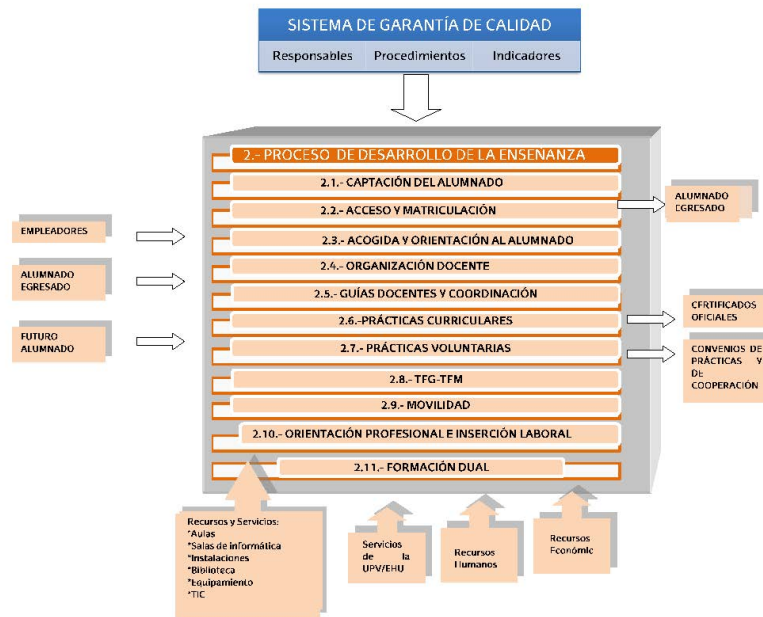 SISTEMA DE GARANTÍA DE CALIDAD
Responsables Procedimientos Indicadores
2.- PROCESO DE DESARROLLO DE LA ENSEÑANZA
2.1.- CAPTACIÓN DEL ALUMNADO
2.2.- ACCESO Y MATRICULACIÓN
2.3.- ACOGIDA Y ORIENTACIÓN AL ALUMNADO
2.4.- ORGANIZACIÓN DOCENTE
2.5.- GUÍAS DOCENTES Y COORDINACIÓN
2.6.-PRÁCTICAS CURRICULARES
2.7.- PRÁCTICAS VOLUNTARIAS
2.8.- TFG-TFM
2.9.- MOVILIDAD
2.10.- ORIENTACIÓN PROFESIONAL E INSERCIÓN LABORAL
2.11.- FORMACIÓN DUAL
EMPLEADORES
ALUMNADO
EGRESADO
FUTURO
ALUMNADO
ALUMNADO
EGRESADO
CERTIFICADOS
OFICIALES
CONVENIOS DE
PRÁCTICAS Y
DE
COOPERACIÓN
Recursos y Servicios:
*Aulas
*Salas de informática
*Instalaciones
*Biblioteca
*Equipamiento
*TIC
Servicios
de la
UPV/EHU
Recursos
Humanos
Recursos
Económic